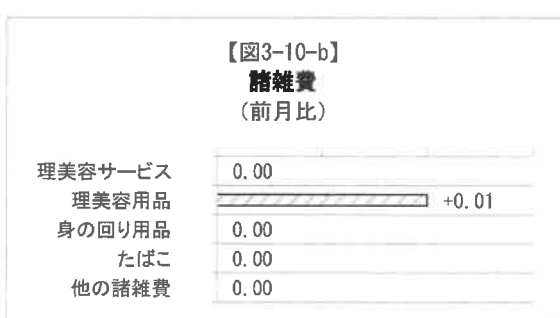 【図3-10-b】
諸雑費
(前月比)
理美容サービス 0.00
理美容用品 +0.01
身の回り用品 0.00
たばこ 0.00
他の諸雑費 0.00